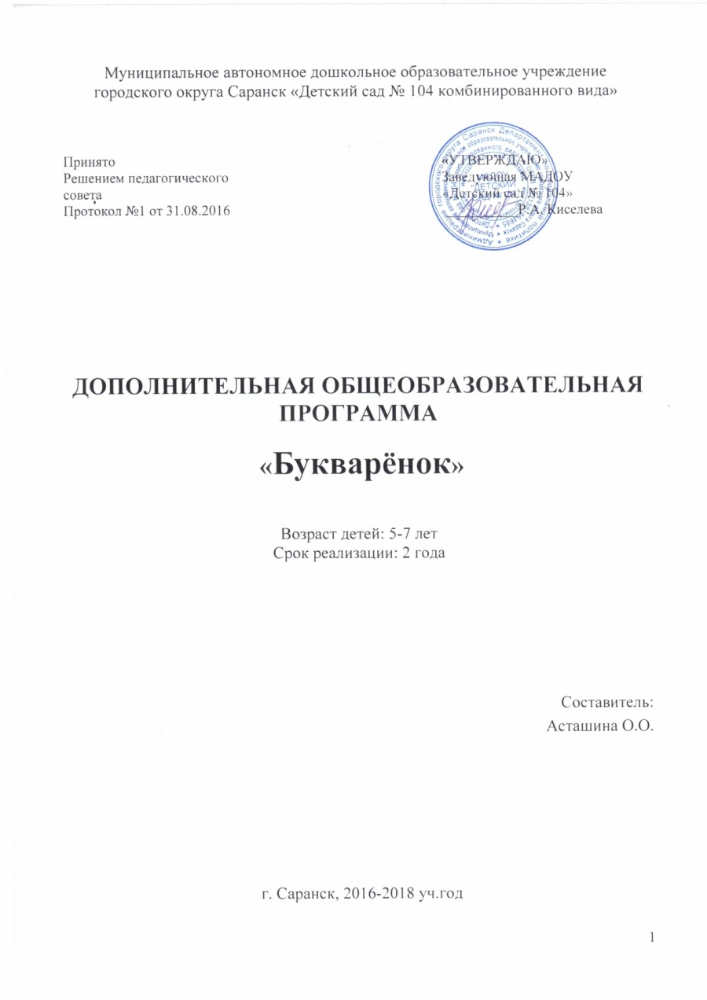 Муниципальное автономное дошкольное образовательное учреждение
городского округа Саранск «Детский сад № 104 комбинированного вида»
Принято
Решением педагогического
совета
Протокол №1 от 31.08.2016
«УТВЕРЖДАЮ»
Заведующая МАДОУ
«Детский сад № 104»
Р.А. Киселева
МАДОУ
"ДЕТСКИЙ
ДОПОЛНИТЕЛЬНАЯ ОБЩЕОБРАЗОВАТЕЛЬНАЯ
ПРОГРАММА
«Букварёнок»
Возраст детей: 5-7 лет
Срок реализации: 2 года
Составитель:
Асташина О.О.
г. Саранск, 2016-2018 уч.год
1